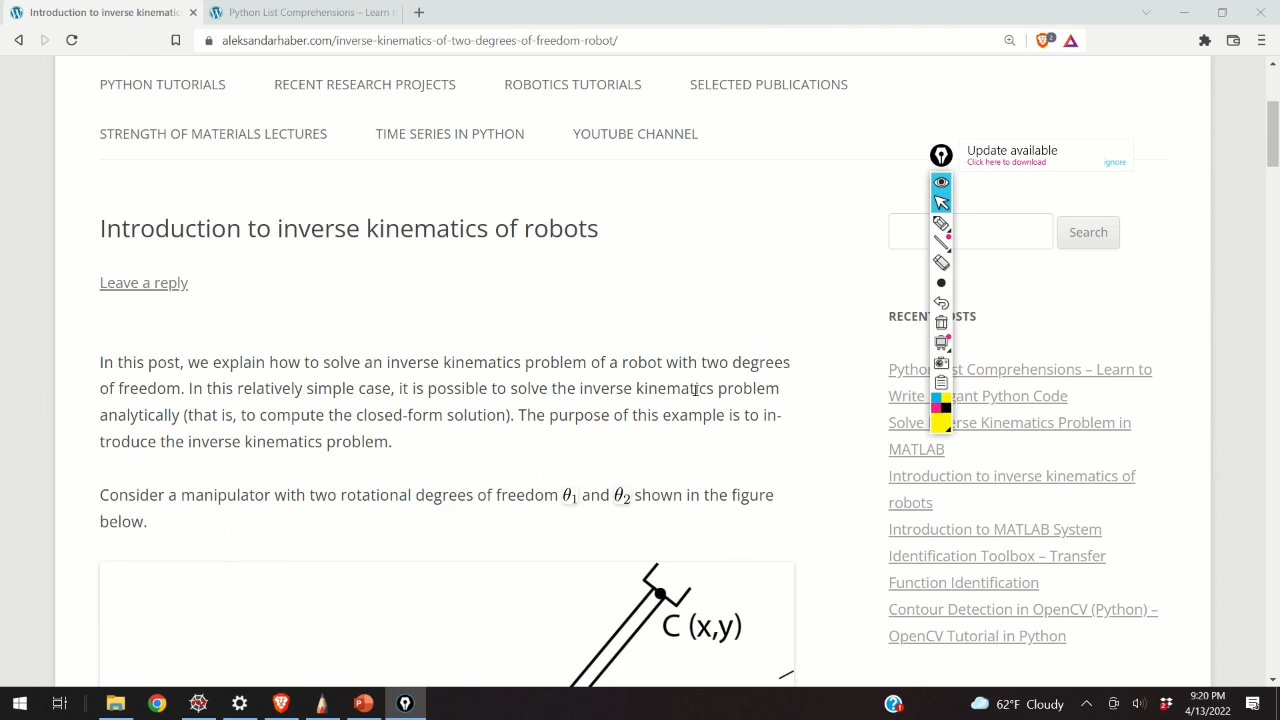 Introduction to inverse kinematic
Python List Comprehensions – Learn t
aleksandarhaber.com/inverse-kinematics-of-two-degrees-of-freedom-robot/
2
PYTHON TUTORIALS
RECENT RESEARCH PROJECTS
ROBOTICS TUTORIALS
SELECTED PUBLICATIONS
STRENGTH OF MATERIALS LECTURES
TIME SERIES IN PYTHON
YOUTUBE CHANNEL
Update available
Click here to download
ignore
Introduction to inverse kinematics of robots
Search
Leave a reply
In this post, we explain how to solve an inverse kinematics problem of a robot with two degrees
of freedom. In this relatively simple case, it is possible to solve the inverse kinematics problem
analytically (that is, to compute the closed-form solution). The purpose of this example is to in-
troduce the inverse kinematics problem.
Consider a manipulator with two rotational degrees of freedom θ1 and θ2 shown in the figure
below.
C (x,y)
RECENT POSTS
Python List Comprehensions – Learn to
Write Elegant Python Code
Solve Inverse Kinematics Problem in
MATLAB
Introduction to inverse kinematics of
robots
Introduction to MATLAB System
Identification Toolbox – Transfer
Function Identification
Contour Detection in OpenCV (Python) –
OpenCV Tutorial in Python
62°F Cloudy
9:20 PM
4/13/2022